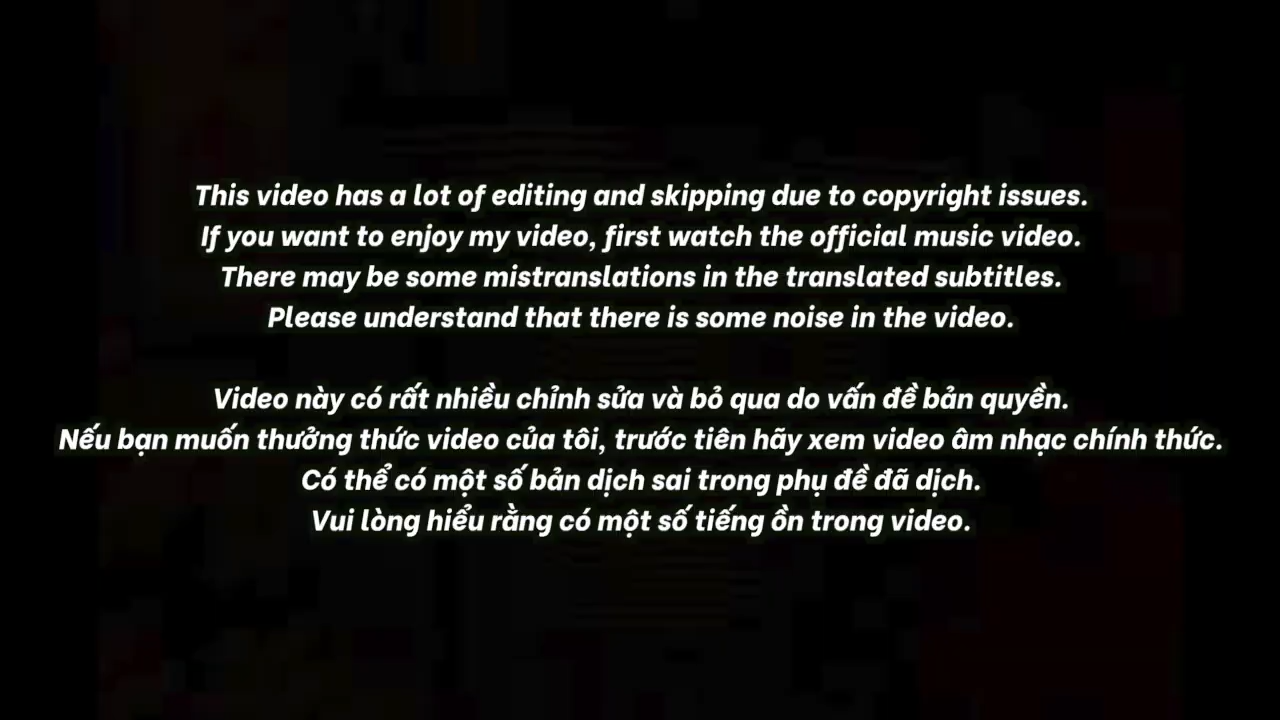 This video has a lot of editing and skipping due to copyright issues.
If you want to enjoy my video, first watch the official music video.
There may be some mistranslations in the translated subtitles.
Please understand that there is some noise in the video.
Video này có rất nhiều chỉnh sửa và bỏ qua do vấn đề bản quyền.
Nếu bạn muốn thưởng thức video của tôi, trước tiên hãy xem video âm nhạc chính thức.
Có thể có một số bản dịch sai trong phụ đề đã dịch.
Vui lòng hiểu rằng có một số tiếng ồn trong video.